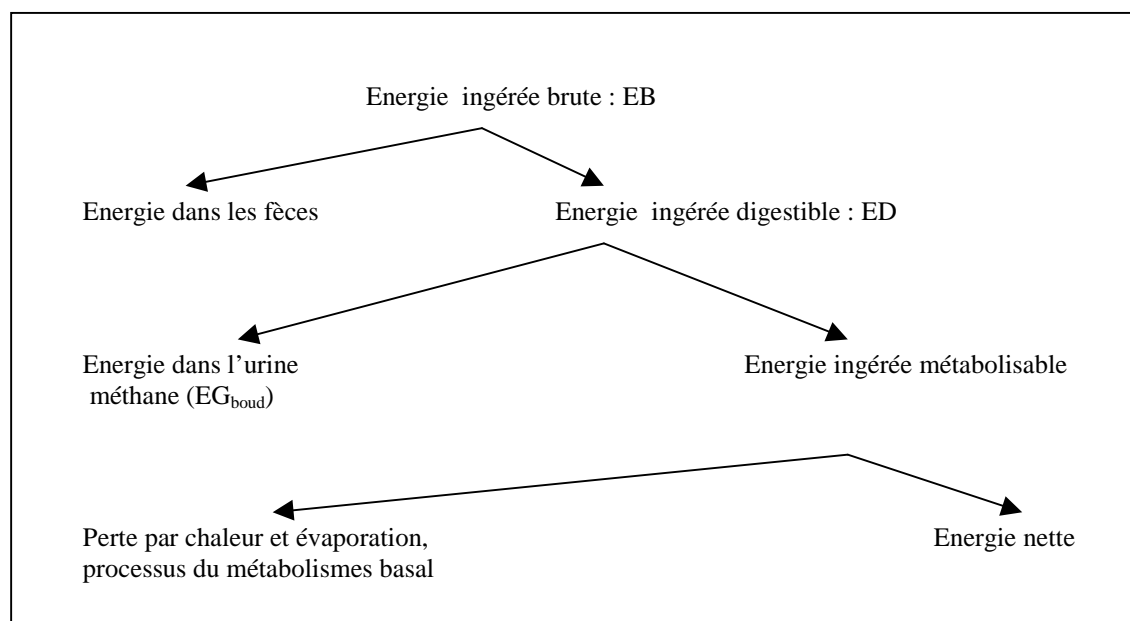 Energie ingérée brute : EB
Energie dans les fèces
Energie ingérée digestible : ED
Energie dans l’urine
méthane (EGboud)
Energie ingérée métabolisable
Perte par chaleur et évaporation,
processus du métabolismes basal
Energie nette